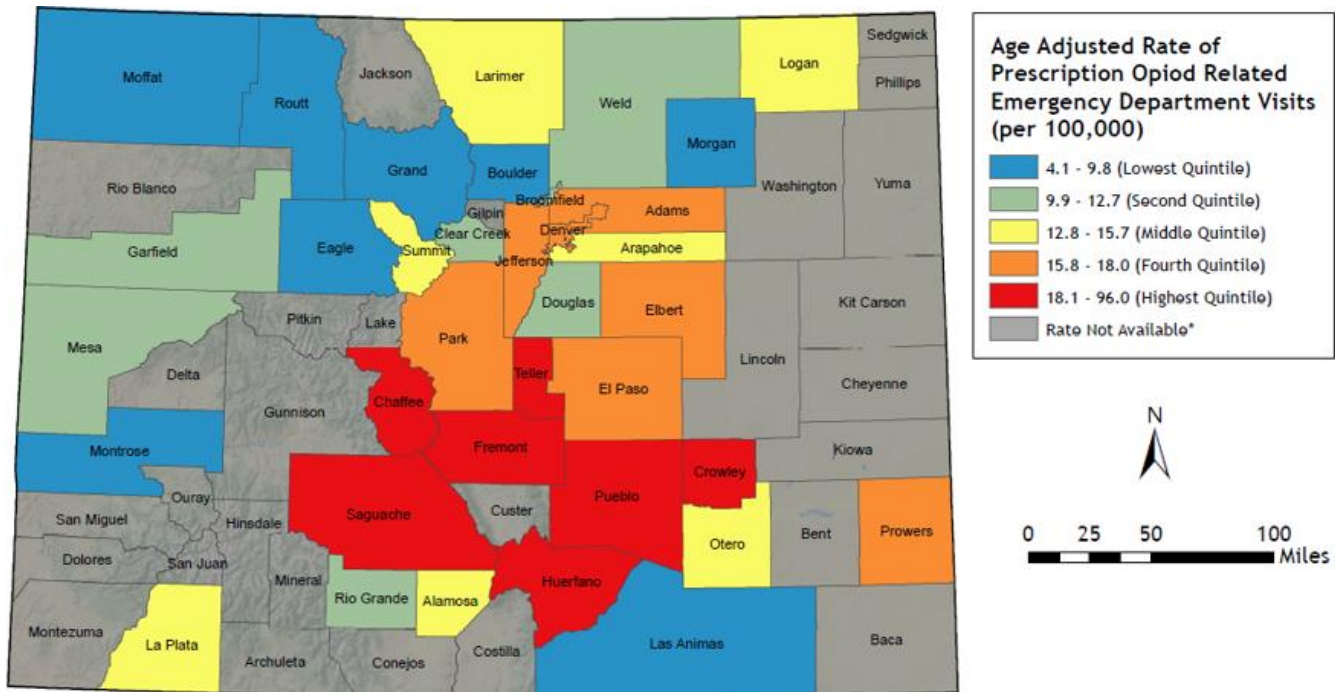 Moffat
Routt
Jackson
Larimer
Weld
Logan
Sedgwick
Phillips
Morgan
Grand
Boulder
Rio Blanco
Washington
Yuma
Broomfield
Gilpin
Adams
Denver
Clear Creek
Arapahoe
Garfield
Eagle
Summit
Jefferson
Douglas
Elbert
Kit Carson
Pitkin
Lake
Park
Lincoln
Mesa
Delta
Teller
El Paso
Cheyenne
Chaffee
Gunnison
Fremont
Montrose
Kiowa
Crowley
Ouray
Pueblo
San Miguel
Hinsdale
Saguache
Custer
Otero
Bent
Prowers
Dolores
San Juan
Mineral
Huerfano
Rio Grande
Alamosa
Montezuma
La Plata
Archuleta
Conejos
Costilla
Las Animas
Baca
Age Adjusted Rate of
Prescription Opiod Related
Emergency Department Visits
(per 100,000)
4.1 - 9.8 (Lowest Quintile)
9.9 - 12.7 (Second Quintile)
12.8 - 15.7 (Middle Quintile)
15.8 - 18.0 (Fourth Quintile)
18.1 - 96.0 (Highest Quintile)
Rate Not Available*
N
0 25 50 100
Miles